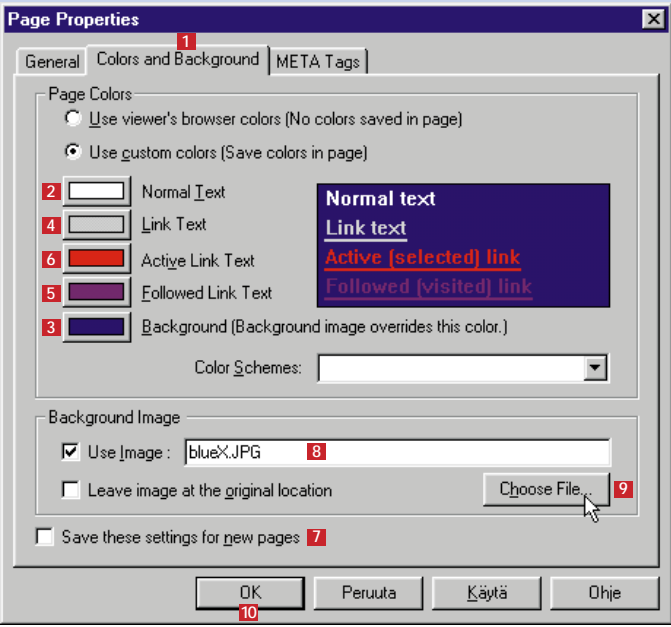 Page Properties
1
General Colors and Background META Tags
Page Colors
Use viewer's browser colors (No colors saved in page)
Use custom colors (Save colors in page)
2 Normal Text
4 Link Text
6 Active Link Text
5 Followed Link Text
3 Background (Background image overrides this color.)
Normal text
Link text
Active (selected) link
Followed (visited) link
Color Schemes:
Background Image
Use Image : blueX.JPG 8
Leave image at the original location
Choose File... 9
Save these settings for new pages 7
OK Peruuta Käytä Ohje
10